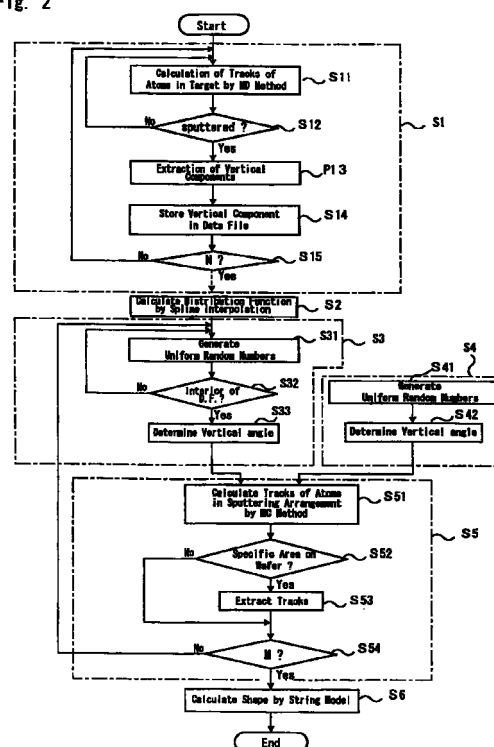 Fig. 2
Start
Calculation of Tracks of
Atoms in Target by MD Method
S11
No
sputtered ?
S12
S1
Yes
Extraction of Vertical
Components
P13
Store Vertical Component
in Data File
S14
No
N ?
S15
Yes
Calculate Distribution Function
by Spline Interpolation
S2
S31
S3
Generate
Uniform Random Numbers
S4
S41
Generate
Uniform Random Numbers
No
Interior of
D.F.?
S32
Yes
S33
S42
Determine Vertical angle
Determine Vertical angle
Calculate Tracks of Atoms
in Sputtering Arrangement
by MC Method
S51
No
Specific Area on
Wafer ?
S52
S5
Yes
Extract Tracks
S53
No
M ?
S54
Yes
Calculate Shape by String Model
S6
End